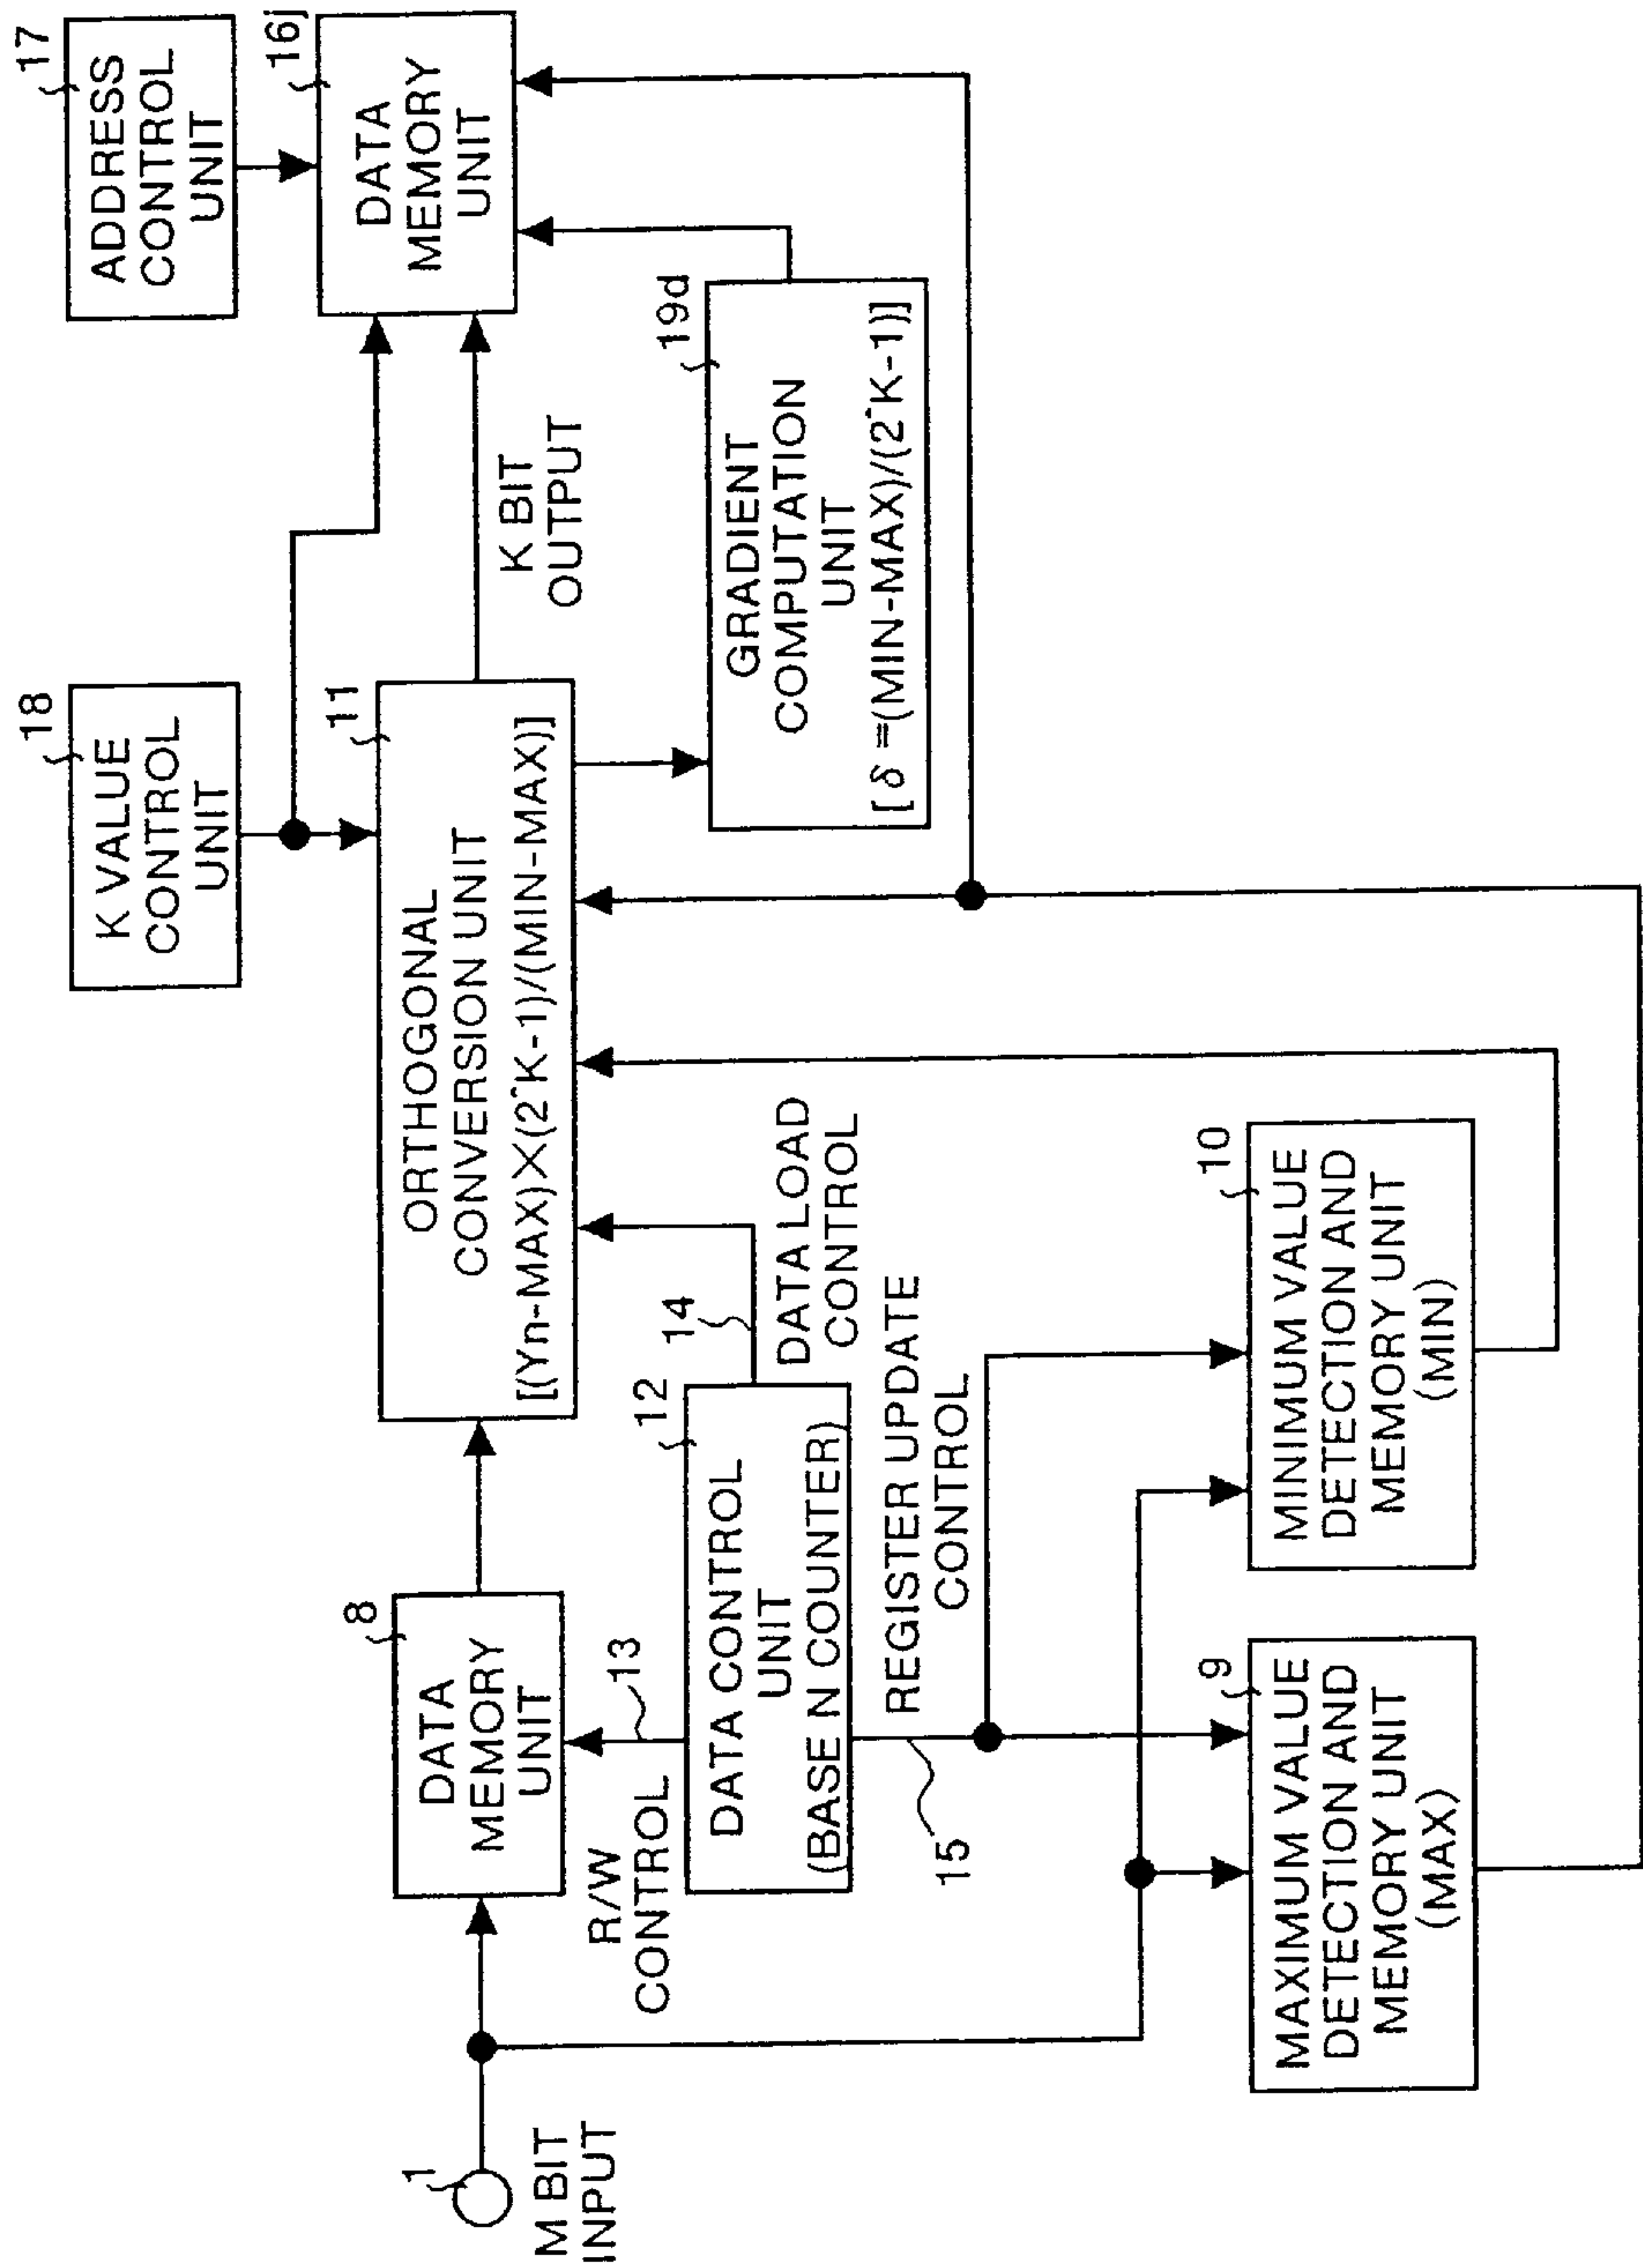 1
M BIT
INPUT
8
DATA
MEMORY
UNIT
R/W
CONTROL
13
12
DATA CONTROL
UNIT
(BASE N COUNTER)
14
DATA LOAD
CONTROL
15
REGISTER UPDATE
CONTROL
9
MAXIMUM VALUE
DETECTION AND
MEMORY UNIT
(MAX)
10
MINIMUM VALUE
DETECTION AND
MEMORY UNIT
(MIN)
11
ORTHOGONAL
CONVERSION UNIT
[(Yn-MAX)X(2^K-1)/(MIN-MAX)]
18
K VALUE
CONTROL
UNIT
K BIT
OUTPUT
19d
GRADIENT
COMPUTATION
UNIT
[ δ =(MIN-MAX)/(2^K-1)]
17
ADDRESS
CONTROL
UNIT
16j
DATA
MEMORY
UNIT